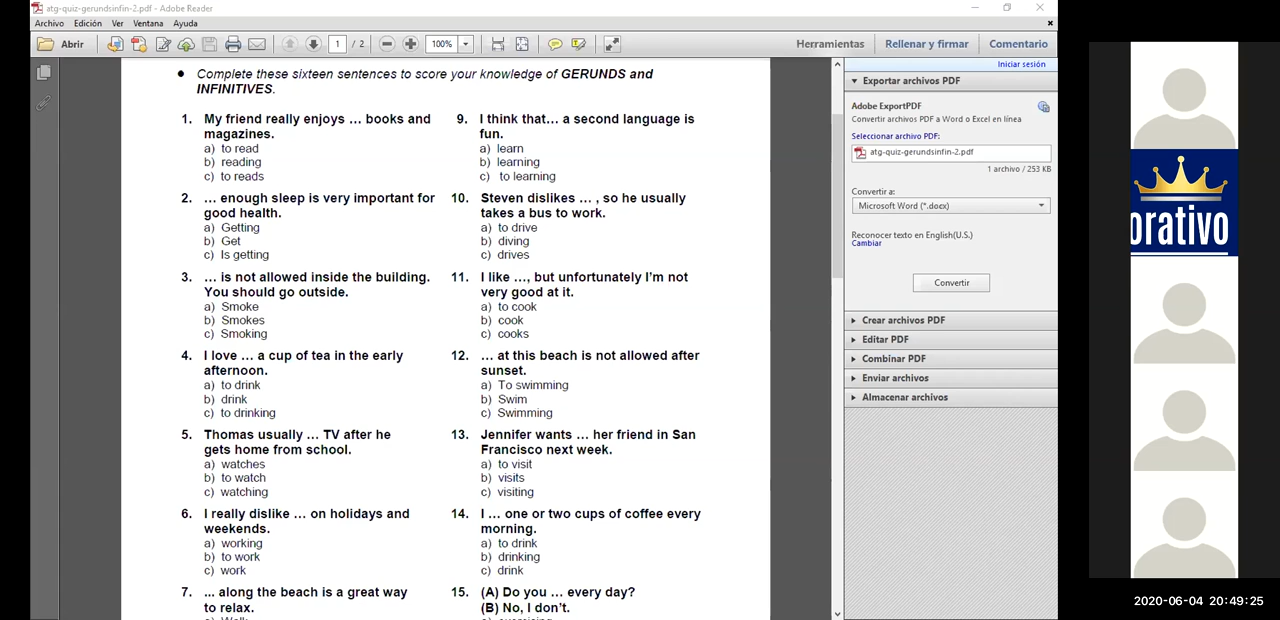 atg-quiz-gerundsinfin-2.pdf - Adobe Reader
Archivo Edición Ver Ventana Ayuda
Abrir 1 / 2 100% Herramientas Rellenar y firmar Comentario
• Complete these sixteen sentences to score your knowledge of GERUNDS and
INFINITIVES.
1. My friend really enjoys … books and
magazines.
a) to read
b) reading
c) to reads
2. … enough sleep is very important for
good health.
a) Getting
b) Get
c) Is getting
3. … is not allowed inside the building.
You should go outside.
a) Smoke
b) Smokes
c) Smoking
4. I love … a cup of tea in the early
afternoon.
a) to drink
b) drink
c) to drinking
5. Thomas usually … TV after he
gets home from school.
a) watches
b) to watch
c) watching
6. I really dislike … on holidays and
weekends.
a) working
b) to work
c) work
7. ... along the beach is a great way
to relax.
9. I think that… a second language is
fun.
a) learn
b) learning
c) to learning
10. Steven dislikes … , so he usually
takes a bus to work.
a) to drive
b) diving
c) drives
11. I like …, but unfortunately I'm not
very good at it.
a) to cook
b) cook
c) cooks
12. … at this beach is not allowed after
sunset.
a) To swimming
b) Swim
c) Swimming
13. Jennifer wants … her friend in San
Francisco next week.
a) to visit
b) visits
c) visiting
14. I … one or two cups of coffee every
morning.
a) to drink
b) drinking
c) drink
15. (A) Do you … every day?
(B) No, I don't.
Iniciar sesión
Exportar archivos PDF
Adobe ExportPDF
Convertir archivos PDF a Word o Excel en línea
Seleccionar archivo PDF:
atg-quiz-gerundsinfin-2.pdf
1 archivo / 253 KB
Convertir a:
Microsoft Word (*.docx)
Reconocer texto en English(U.S.)
Cambiar
Convertir
Crear archivos PDF
Editar PDF
Combinar PDF
Enviar archivos
Almacenar archivos
orativo
2020-06-04 20:49:25